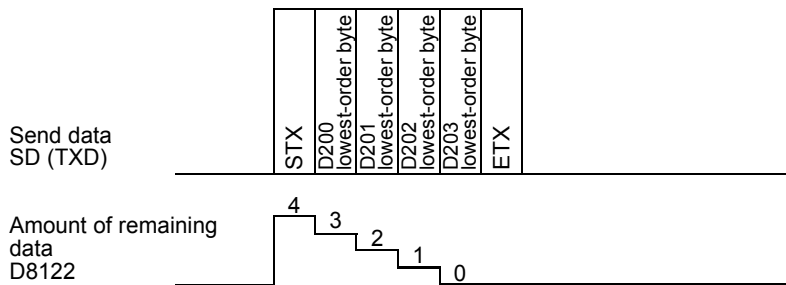 STX
D200
lowest-order byte
D201
lowest-order byte
D202
lowest-order byte
D203
lowest-order byte
ETX
Send data
SD (TXD)
4
3
2
1
0
Amount of remaining
data
D8122